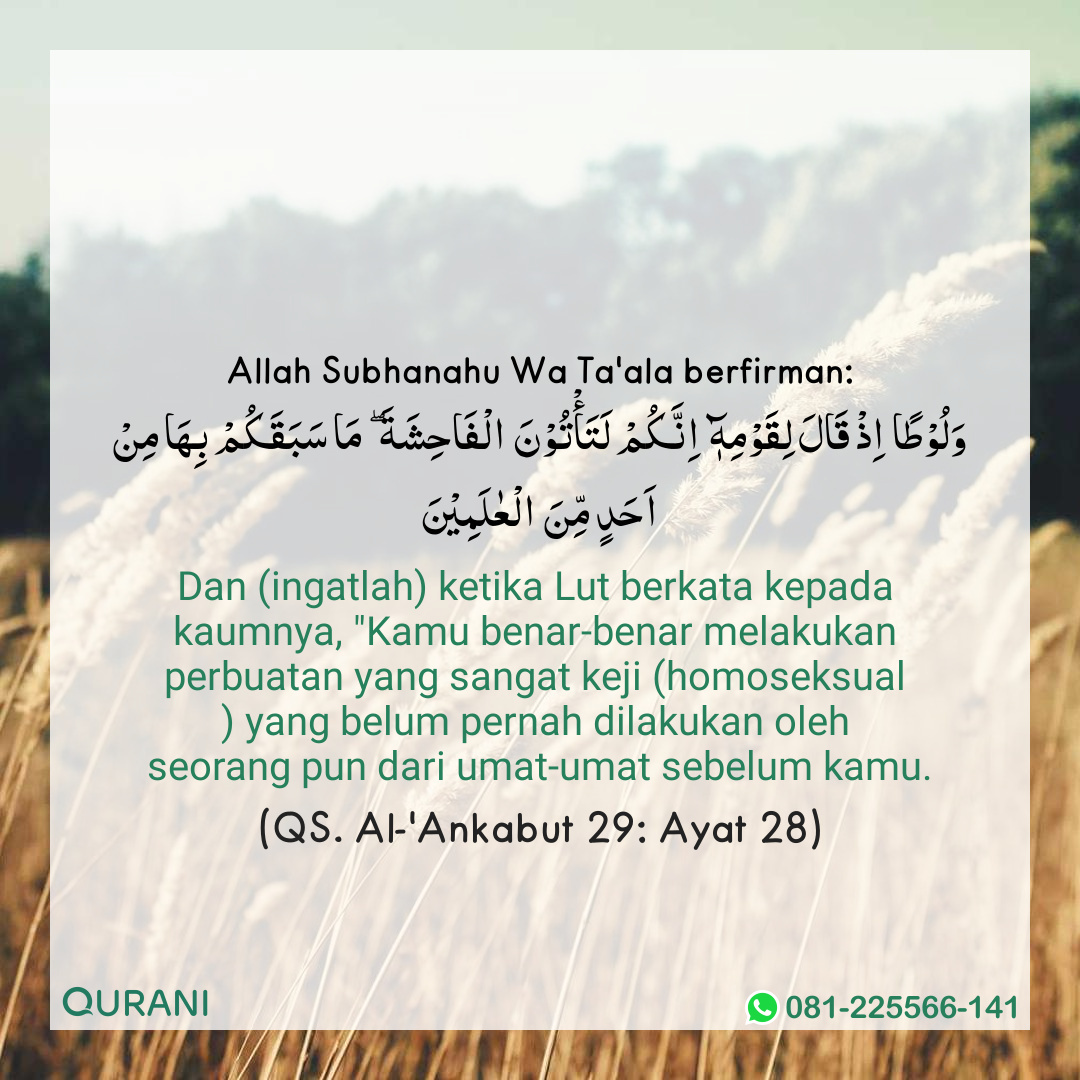 Allah Subhanahu Wa Ta'ala berfirman:
وَلُوْطًا اِذْ قَالَ لِقَوْمِهٖٓ اِنَّكُمْ لَتَأْتُوْنَ الْفَاحِشَةَ ۖ مَا سَبَقَكُمْ بِهَا مِنْ
اَحَدٍ مِّنَ الْعٰلَمِيْنَ
Dan (ingatlah) ketika Lut berkata kepada
kaumnya, "Kamu benar-benar melakukan
perbuatan yang sangat keji (homoseksual
) yang belum pernah dilakukan oleh
seorang pun dari umat-umat sebelum kamu.
(QS. Al-'Ankabut 29: Ayat 28)
QURANI
081-225566-141